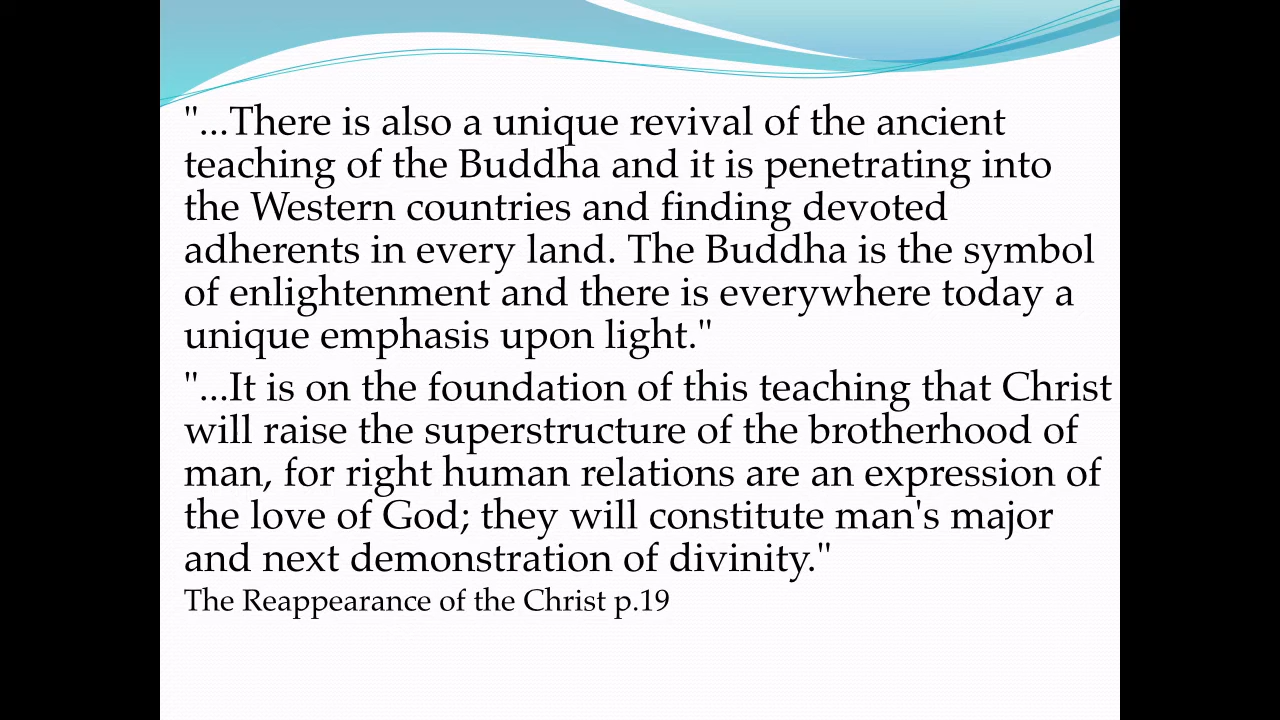 "...There is also a unique revival of the ancient
teaching of the Buddha and it is penetrating into
the Western countries and finding devoted
adherents in every land. The Buddha is the symbol
of enlightenment and there is everywhere today a
unique emphasis upon light."
"...It is on the foundation of this teaching that Christ
will raise the superstructure of the brotherhood of
man, for right human relations are an expression of
the love of God; they will constitute man's major
and next demonstration of divinity."
The Reappearance of the Christ p.19